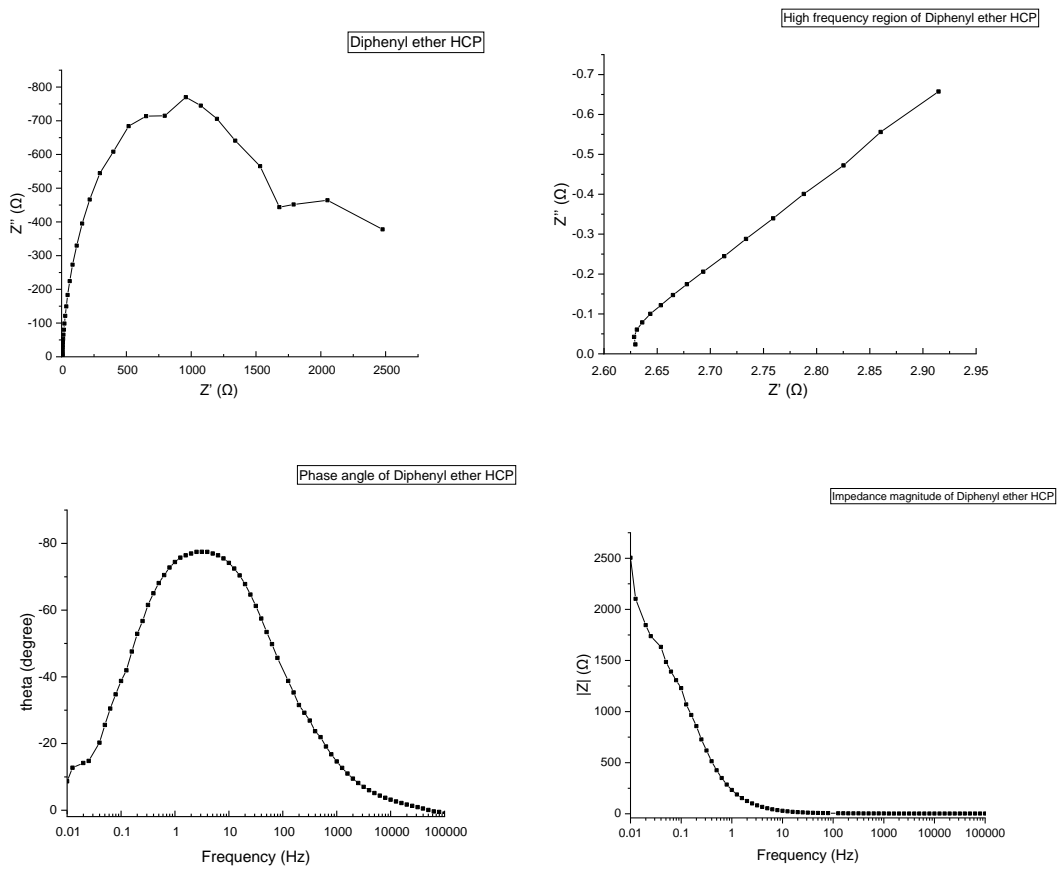 Diphenyl ether HCP
-800
-700
-600
-500
-400
-300
-200
-100
0
Z'' (Ω)
0 500 1000 1500 2000 2500
Z' (Ω)
High frequency region of Diphenyl ether HCP
-0.7
-0.6
-0.5
-0.4
-0.3
-0.2
-0.1
0.0
Z'' (Ω)
2.60 2.65 2.70 2.75 2.80 2.85 2.90 2.95
Z' (Ω)
Phase angle of Diphenyl ether HCP
-80
-60
-40
-20
0
theta (degree)
0.01 0.1 1 10 100 1000 10000 100000
Frequency (Hz)
Impedance magnitude of Diphenyl ether HCP
2500
2000
1500
1000
500
0
|Z| (Ω)
0.01 0.1 1 10 100 1000 10000 100000
Frequency (Hz)